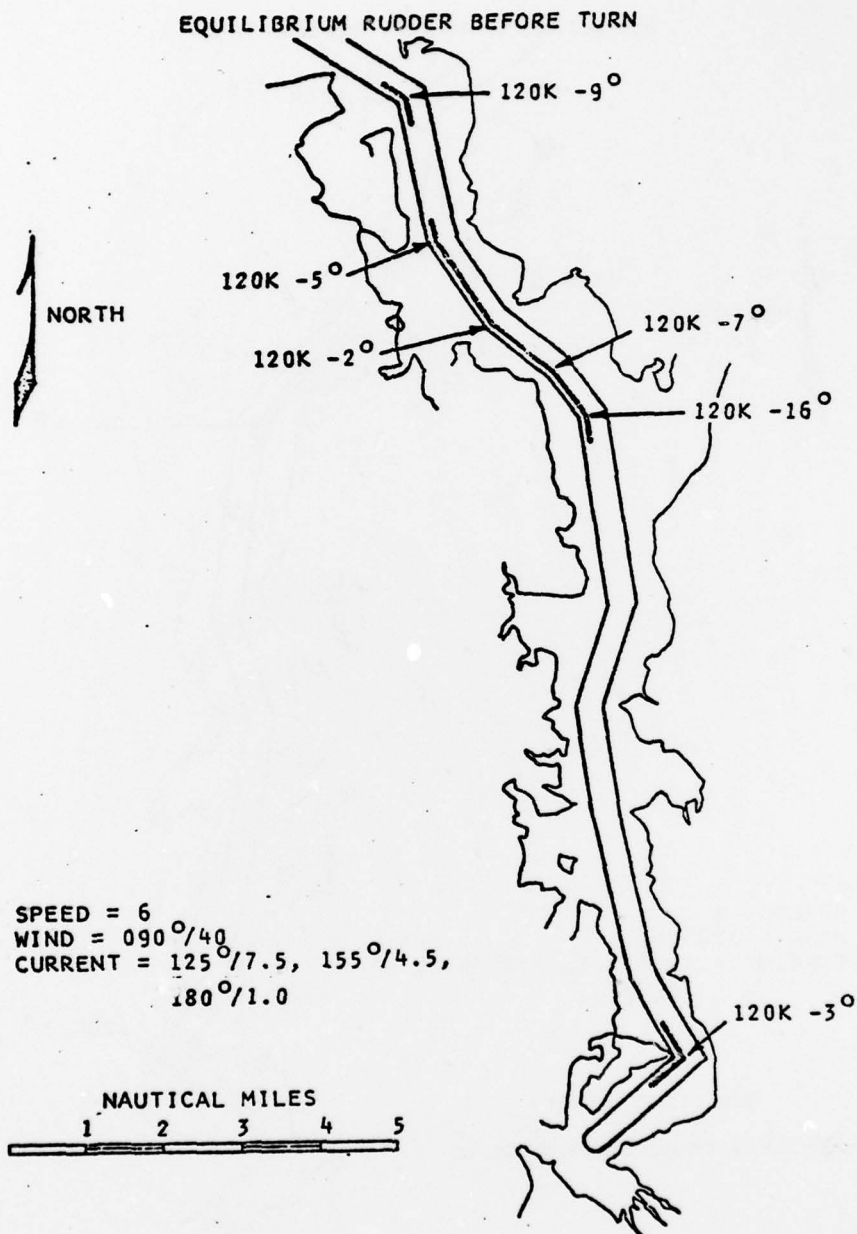 EQUILIBRIUM RUDDER BEFORE TURN
120K -9°
120K -5°
NORTH
120K -7°
120K -2°
120K -16°
SPEED = 6
WIND = 090°/40
CURRENT = 125°/7.5, 155°/4.5,
180°/1.0
120K -3°
NAUTICAL MILES
1 2 3 4 5